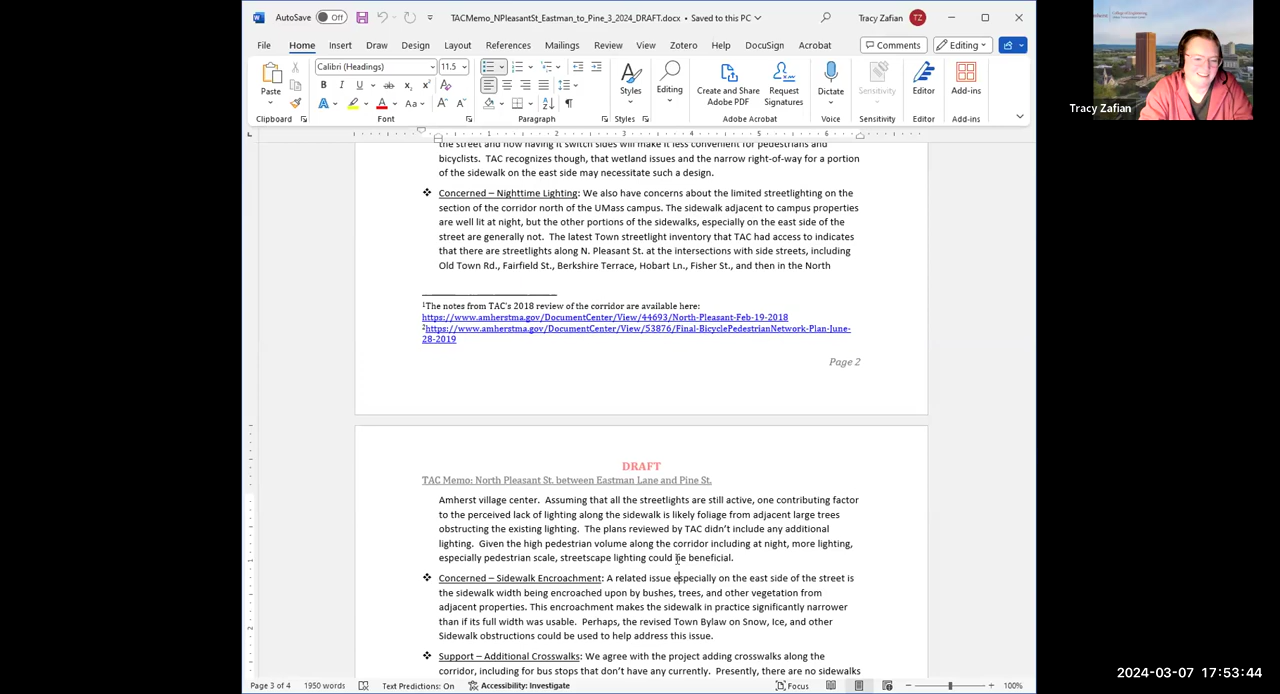 AutoSave Off TACMemo_NPleasantSt_Eastman_to_Pine_3_2024_DRAFT.docx • Saved to this PC Tracy Zafian TZ
File Home Insert Draw Design Layout References Mailings Review View Zotero Help DocuSign Acrobat Comments Editing
Calibri (Headings) 11.5
Paste
B I U ab x₂ x²
A A Aa A A
Styles
Editing
Create and Share Adobe PDF
Request Signatures
Dictate
Sensitivity
Editor
Add-ins
Clipboard Font Paragraph Styles Adobe Acrobat Voice Sensitivity Editor Add-ins
1 2 3 4 5 6
the street and now having it switch sides will make it less convenient for pedestrians and
bicyclists. TAC recognizes though, that wetland issues and the narrow right-of-way for a portion
of the sidewalk on the east side may necessitate such a design.
❖ Concerned – Nighttime Lighting: We also have concerns about the limited streetlighting on the
section of the corridor north of the UMass campus. The sidewalk adjacent to campus properties
are well lit at night, but the other portions of the sidewalks, especially on the east side of the
street are generally not. The latest Town streetlight inventory that TAC had access to indicates
that there are streetlights along N. Pleasant St. at the intersections with side streets, including
Old Town Rd., Fairfield St., Berkshire Terrace, Hobart Ln., Fisher St., and then in the North
1The notes from TAC's 2018 review of the corridor are available here:
https://www.amherstma.gov/DocumentCenter/View/44693/North-Pleasant-Feb-19-2018
2https://www.amherstma.gov/DocumentCenter/View/53876/Final-BicyclePedestrianNetwork-Plan-June-
28-2019
Page 2
DRAFT
TAC Memo: North Pleasant St. between Eastman Lane and Pine St.
Amherst village center. Assuming that all the streetlights are still active, one contributing factor
to the perceived lack of lighting along the sidewalk is likely foliage from adjacent large trees
obstructing the existing lighting. The plans reviewed by TAC didn't include any additional
lighting. Given the high pedestrian volume along the corridor including at night, more lighting,
especially pedestrian scale, streetscape lighting could be beneficial.
❖ Concerned – Sidewalk Encroachment: A related issue especially on the east side of the street is
the sidewalk width being encroached upon by bushes, trees, and other vegetation from
adjacent properties. This encroachment makes the sidewalk in practice significantly narrower
than if its full width was usable. Perhaps, the revised Town Bylaw on Snow, Ice, and other
Sidewalk obstructions could be used to help address this issue.
❖ Support – Additional Crosswalks: We agree with the project adding crosswalks along the
corridor, including for bus stops that don't have any currently. Presently, there are no sidewalks
Page 3 of 4 1950 words Text Predictions: On Accessibility: Investigate Focus 100%
College of Engineering
Tracy Zafian
2024-03-07 17:53:44